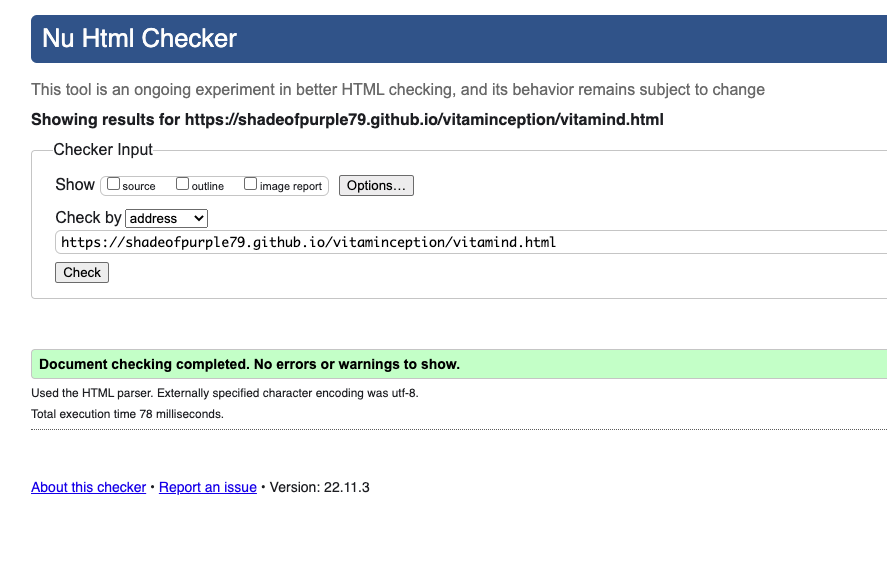 Nu Html Checker
This tool is an ongoing experiment in better HTML checking, and its behavior remains subject to change
Showing results for https://shadeofpurple79.github.io/vitaminception/vitamind.html
Checker Input
Show source outline image report Options...
Check by address
https://shadeofpurple79.github.io/vitaminception/vitamind.html
Check
Document checking completed. No errors or warnings to show.
Used the HTML parser. Externally specified character encoding was utf-8.
Total execution time 78 milliseconds.
About this checker • Report an issue • Version: 22.11.3